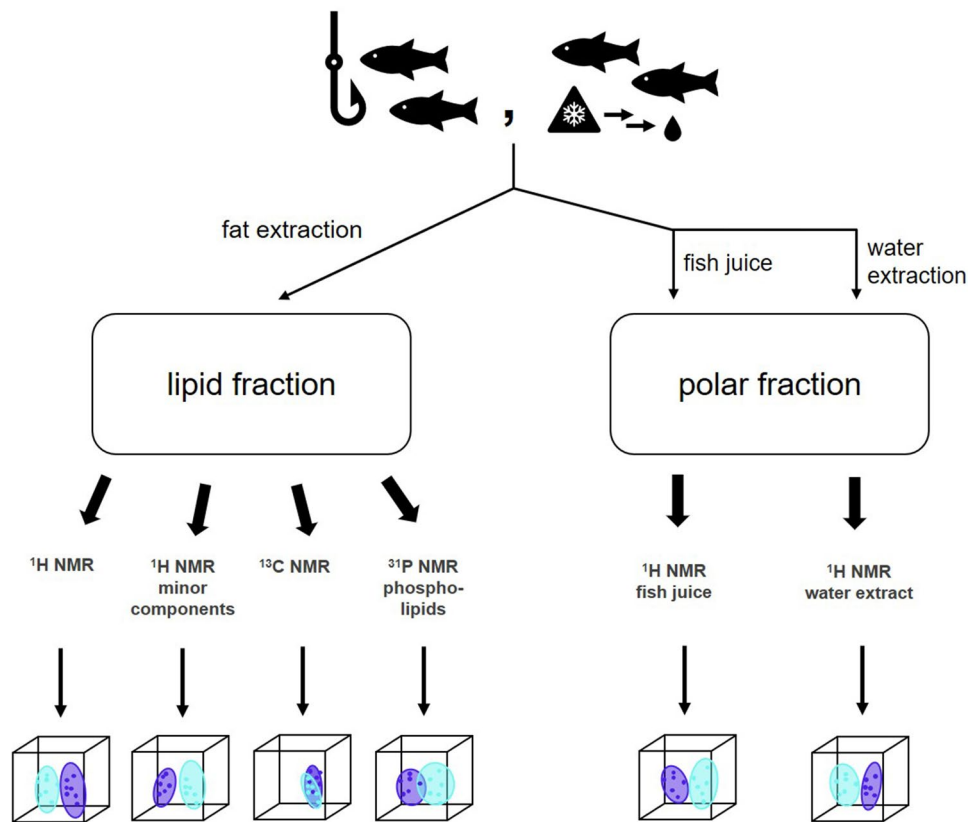 ,
fat extraction
fish juice
water
extraction
lipid fraction
polar fraction
¹H NMR
¹H NMR
minor
components
¹³C NMR
³¹P NMR
phospho-
lipids
¹H NMR
fish juice
¹H NMR
water extract